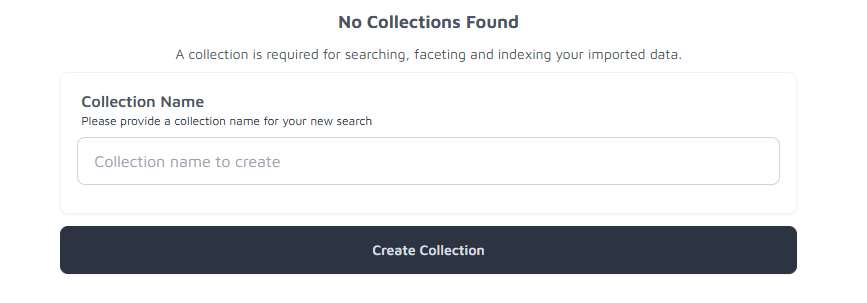 No Collections Found
A collection is required for searching, faceting and indexing your imported data.
Collection Name
Please provide a collection name for your new search
Collection name to create
Create Collection